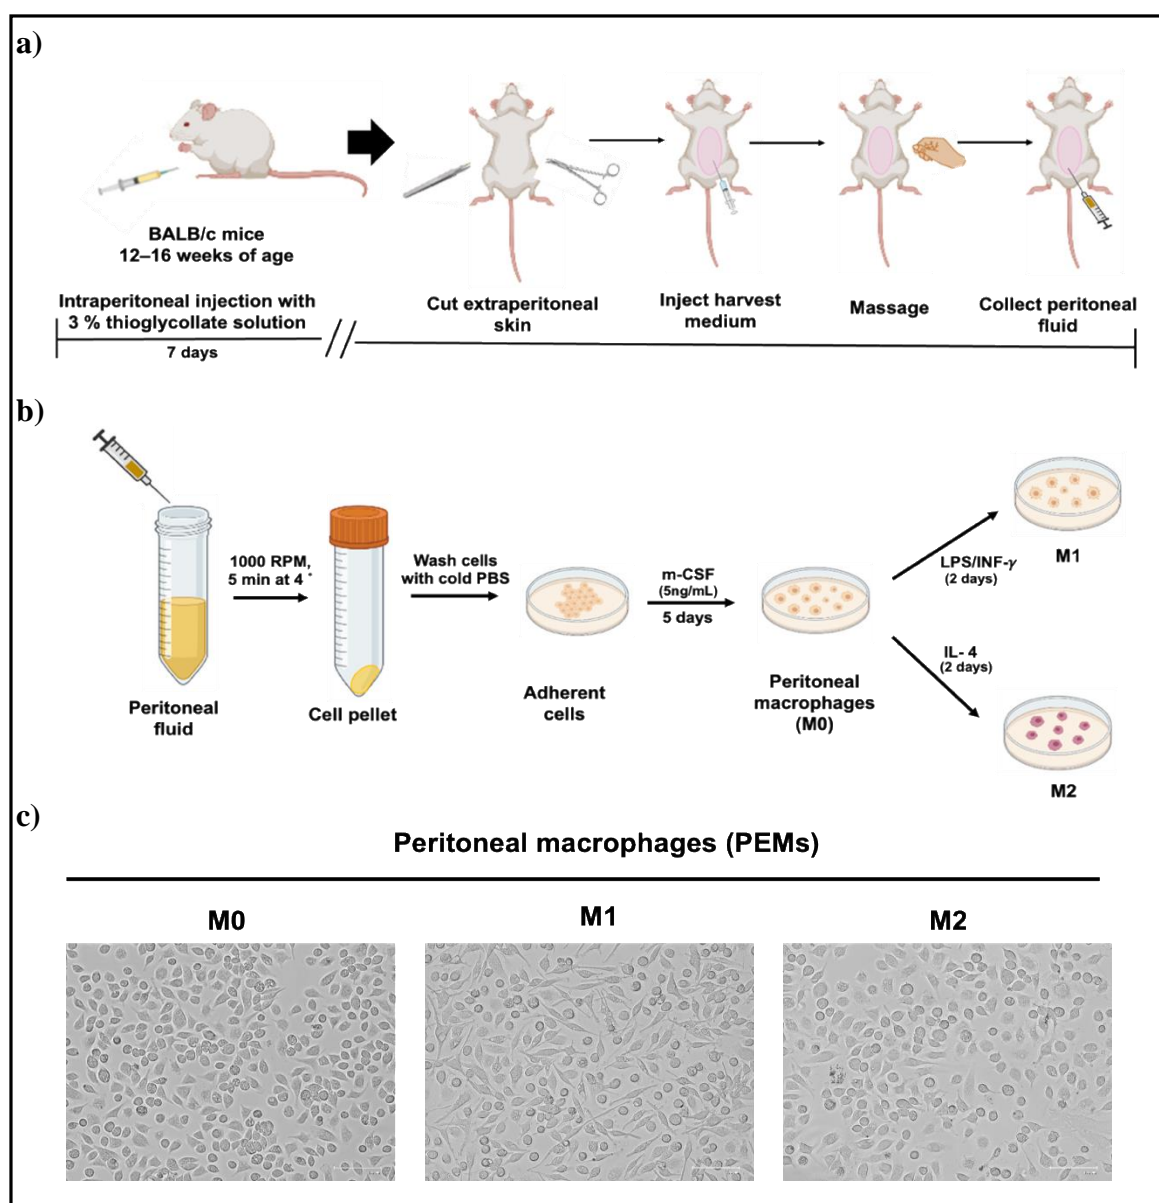 a)
BALB/c mice
12–16 weeks of age
Intraperitoneal injection with
3 % thioglycollate solution
7 days
Cut extraperitoneal
skin
Inject harvest
medium
Massage
Collect peritoneal
fluid
b)
Peritoneal
fluid
1000 RPM,
5 min at 4 °
Cell pellet
Wash cells
with cold PBS
Adherent
cells
m-CSF
(5ng/mL)
5 days
Peritoneal
macrophages
(M0)
LPS/INF-γ
(2 days)
M1
IL- 4
(2 days)
M2
c)
Peritoneal macrophages (PEMs)
M0
M1
M2